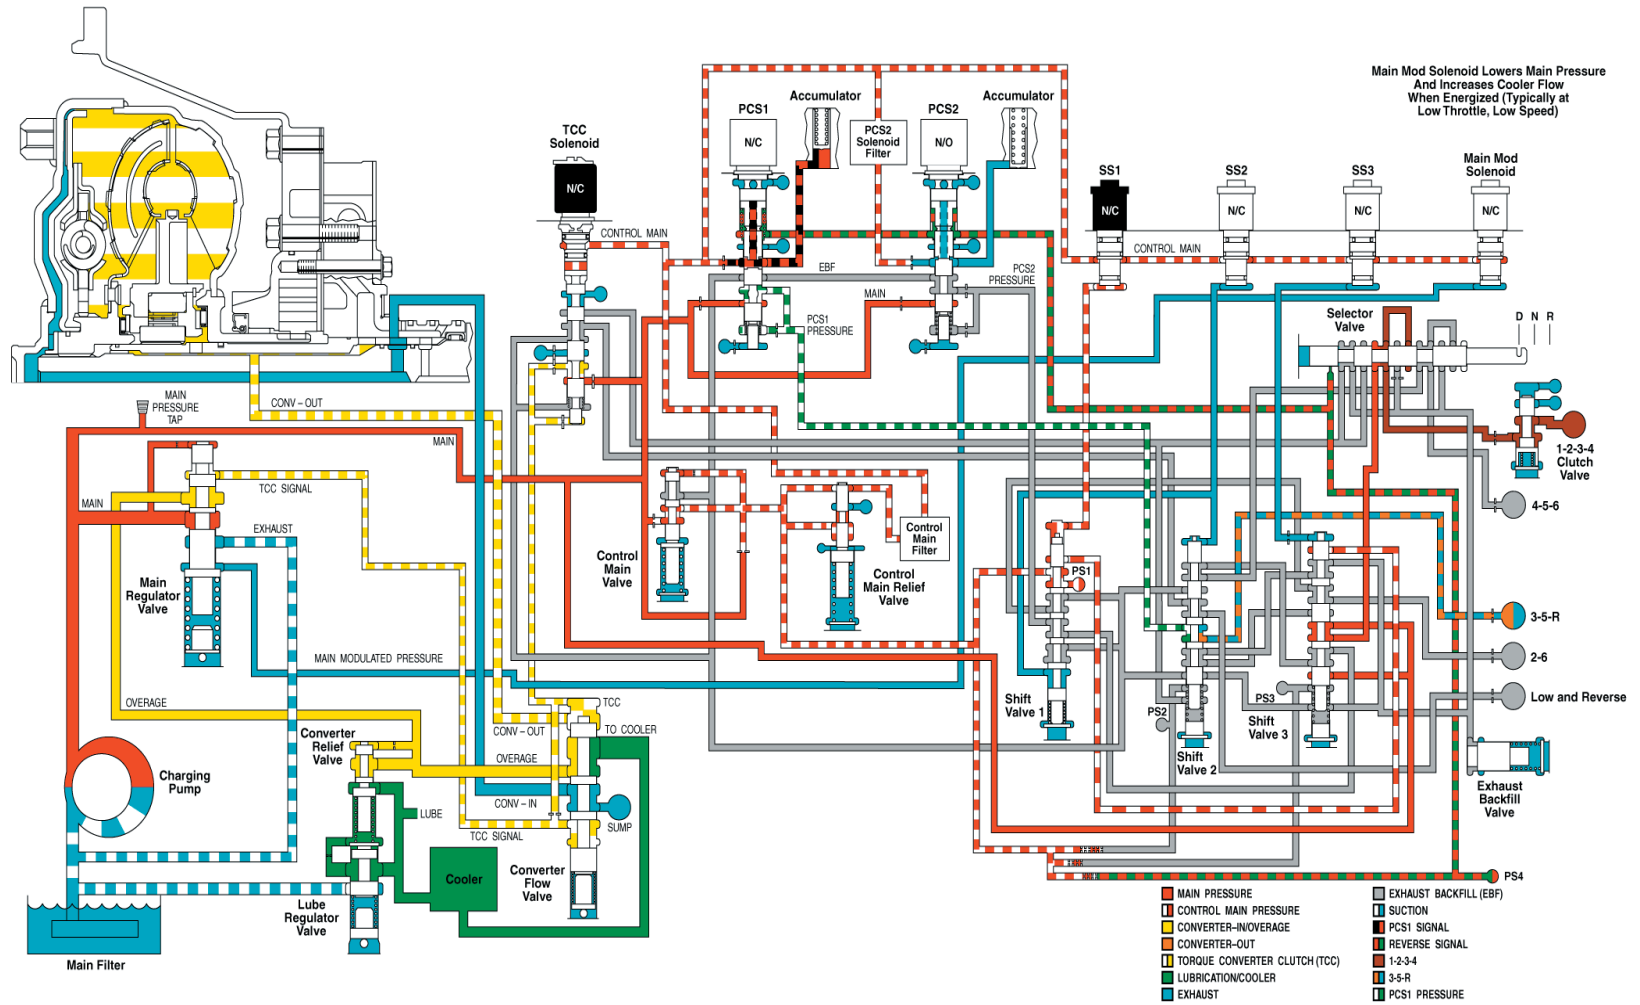 Main Mod Solenoid Lowers Main Pressure
And Increases Cooler Flow
When Energized (Typically at
Low Throttle, Low Speed)
PCS1
N/C
Accumulator
PCS2
Solenoid
Filter
PCS2
N/O
Accumulator
TCC
Solenoid
N/C
SS1
N/C
SS2
N/C
SS3
N/C
Main Mod
Solenoid
N/C
CONTROL MAIN
CONTROL MAIN
EBF
PCS2
PRESSURE
MAIN
PCS1
PRESSURE
Selector
Valve
D N R
MAIN
PRESSURE
TAP
CONV – OUT
MAIN
1-2-3-4
Clutch
Valve
TCC SIGNAL
MAIN
4-5-6
EXHAUST
Control
Main
Filter
Control
Main
Valve
Control
Main Relief
Valve
PS1
Main
Regulator
Valve
3-5-R
MAIN MODULATED PRESSURE
2-6
PS3
Low and Reverse
OVERAGE
TCC
Shift
Valve 1
PS2
Shift
Valve 3
CONV – OUT
TO COOLER
Converter
Relief
Valve
OVERAGE
Shift
Valve 2
Charging
Pump
Exhaust
Backfill
Valve
CONV – IN
LUBE
SUMP
TCC SIGNAL
Cooler
Converter
Flow
Valve
PS4
Lube
Regulator
Valve
Main Filter
MAIN PRESSURE
CONTROL MAIN PRESSURE
CONVERTER–IN/OVERAGE
CONVERTER–OUT
TORQUE CONVERTER CLUTCH (TCC)
LUBRICATION/COOLER
EXHAUST
EXHAUST BACKFILL (EBF)
SUCTION
PCS1 SIGNAL
REVERSE SIGNAL
1-2-3-4
3-5-R
PCS1 PRESSURE